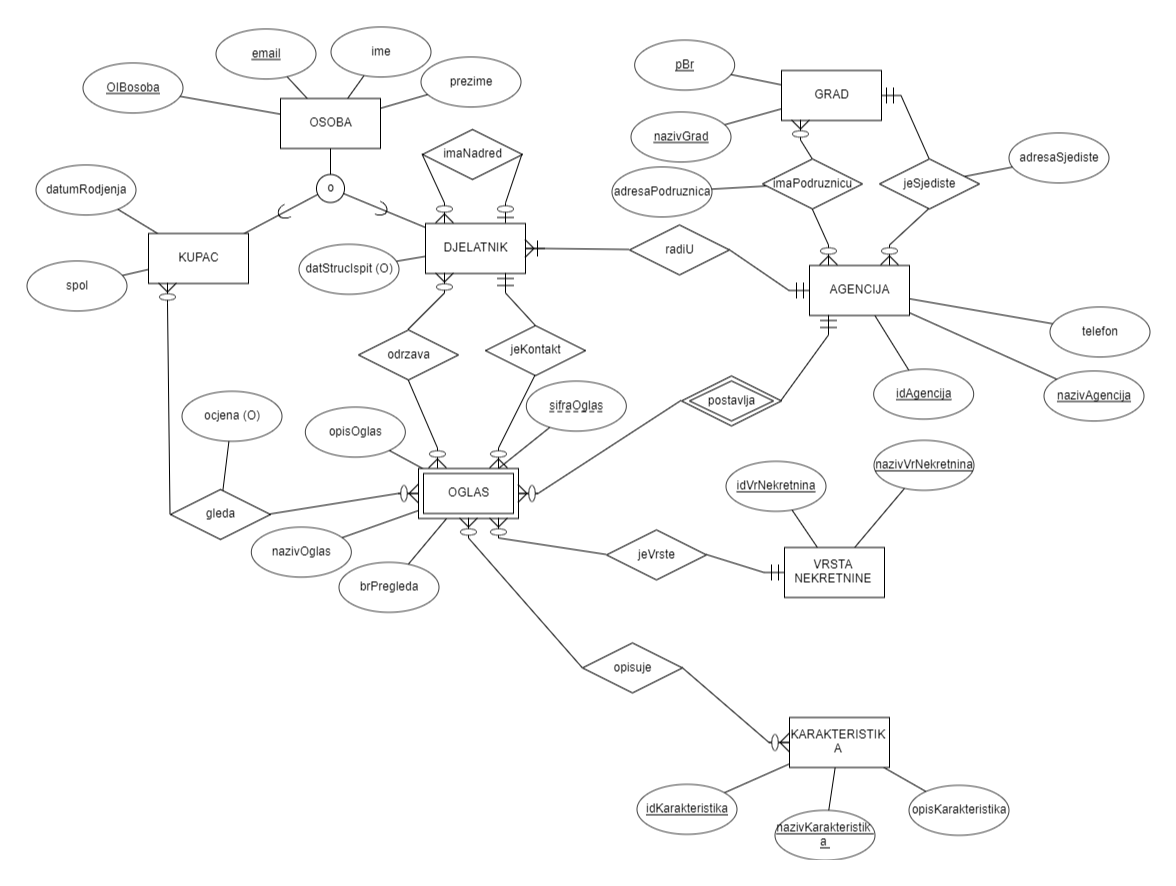 ime
email
pBr
prezime
OIBosoba
GRAD
OSOBA
nazivGrad
imaNadred
adresaSjediste
imaPodruznicu
jeSjediste
datumRodjenja
adresaPodruznica
o
DJELATNIK
radiU
KUPAC
datStrucIspit (O)
spol
AGENCIJA
telefon
odrzava
jeKontakt
idAgencija
nazivAgencija
postavlja
sifraOglas
ocjena (O)
opisOglas
nazivVrNekretnina
idVrNekretnina
OGLAS
gleda
nazivOglas
jeVrste
VRSTA
NEKRETNINE
brPregleda
opisuje
KARAKTERISTIK
A
idKarakteristika
opisKarakteristika
nazivKarakteristik
a